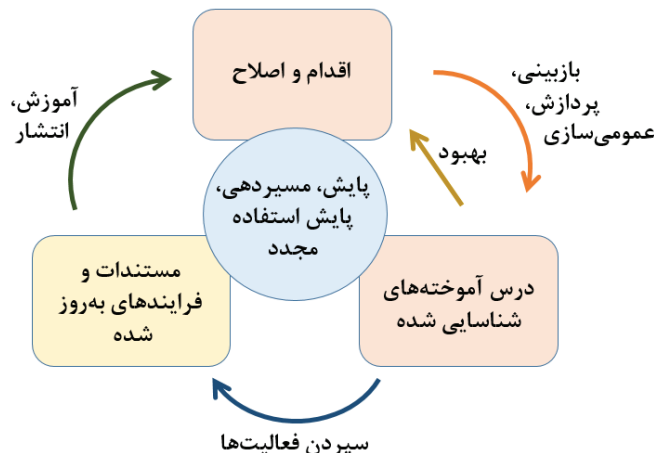 اقدام و اصلاح
بازبینی،
پردازش،
عمومی‌سازی
آموزش،
انتشار
بهبود
پایش، مسیردهی،
پایش استفاده
مجدد
درس آموخته‌های
شناسایی شده
مستندات و
فرایندهای به‌روز
شده
سپردن فعالیت‌ها